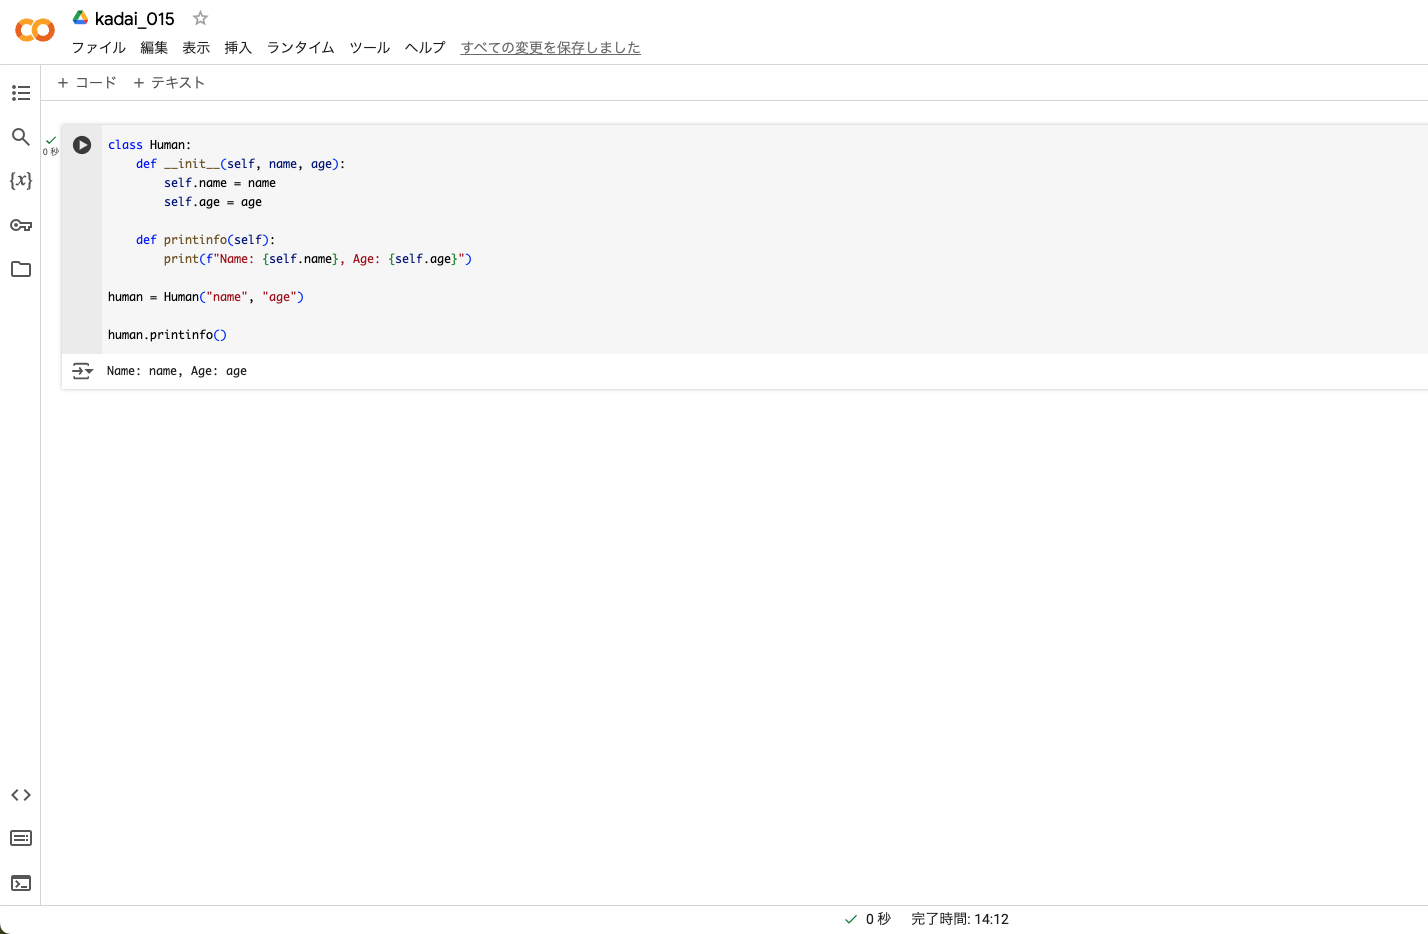 kadai_015
ファイル 編集 表示 挿入 ランタイム ツール ヘルプ すべての変更を保存しました
+ コード + テキスト
{x}
0 秒
class Human:
    def __init__(self, name, age):
        self.name = name
        self.age = age
    def printinfo(self):
        print(f"Name: {self.name}, Age: {self.age}")
human = Human("name", "age")
human.printinfo()
Name: name, Age: age
0 秒 完了時間: 14:12